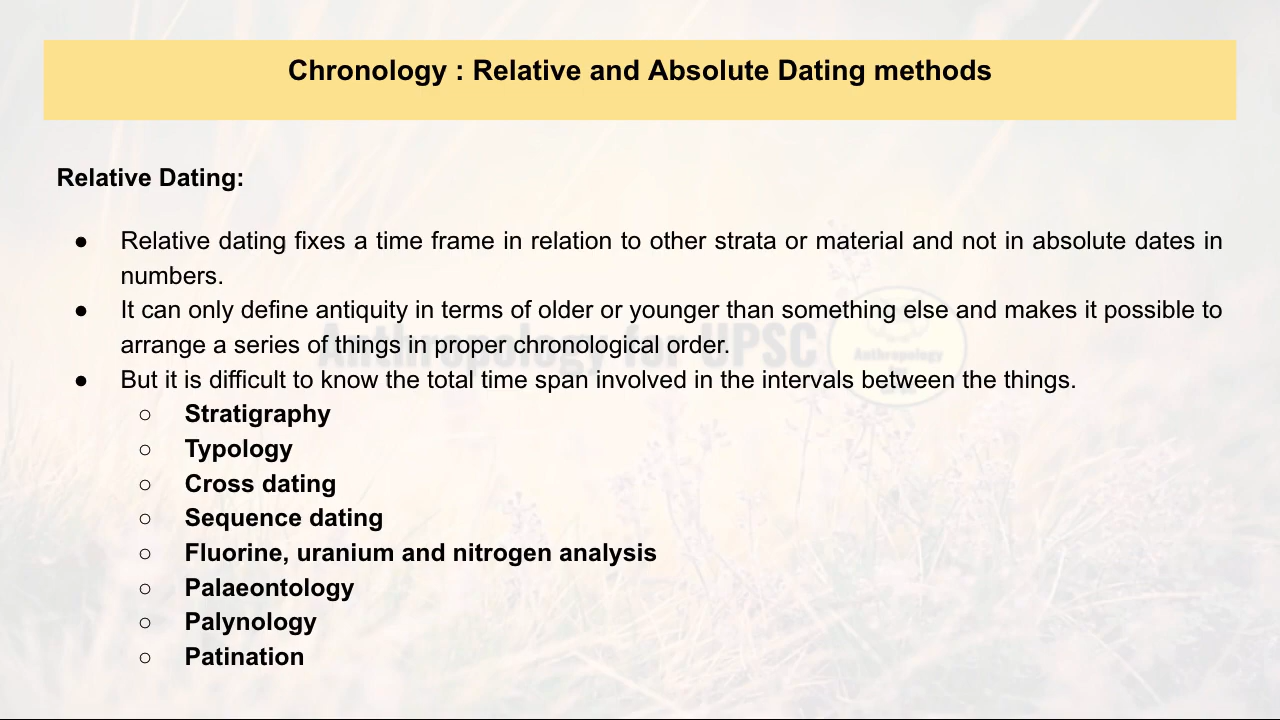 Chronology : Relative and Absolute Dating methods
Relative Dating:
● Relative dating fixes a time frame in relation to other strata or material and not in absolute dates in
numbers.
● It can only define antiquity in terms of older or younger than something else and makes it possible to
arrange a series of things in proper chronological order.
● But it is difficult to know the total time span involved in the intervals between the things.
○ Stratigraphy
○ Typology
○ Cross dating
○ Sequence dating
○ Fluorine, uranium and nitrogen analysis
○ Palaeontology
○ Palynology
○ Patination
Anthropology for UPSC
Anthropology